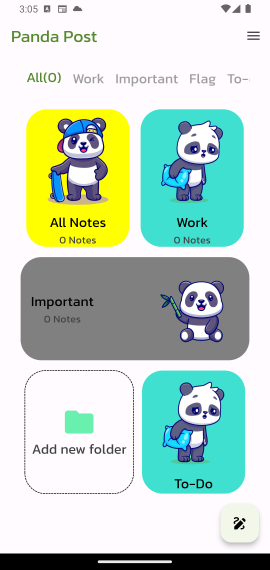 3:05
Panda Post
All(0) Work Important Flag To-
All Notes
0 Notes
Work
0 Notes
Important
0 Notes
Add new folder
To-Do